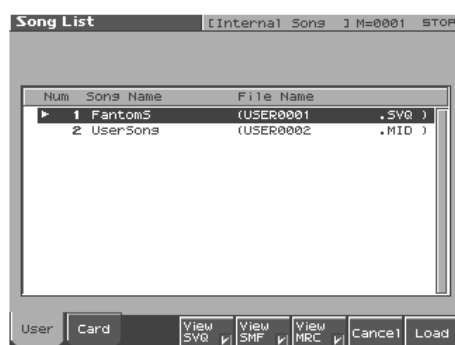 Song List [Internal Song ] M=0001 STOP
Num Song Name File Name
1 FantomS (USER0001 .SVQ )
2 UserSong (USER0002 .MID )
User Card View SVQ View SMF View MRC Cancel Load